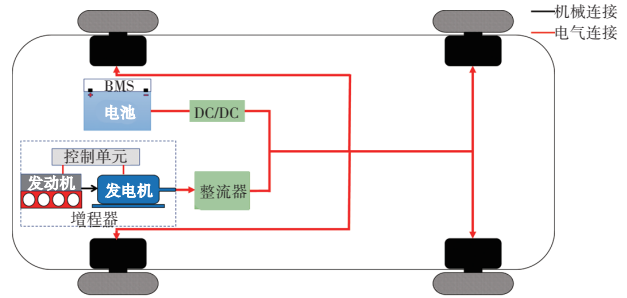 机械连接
电气连接
BMS
电池
DC/DC
控制单元
发动机
发电机
整流器
增程器